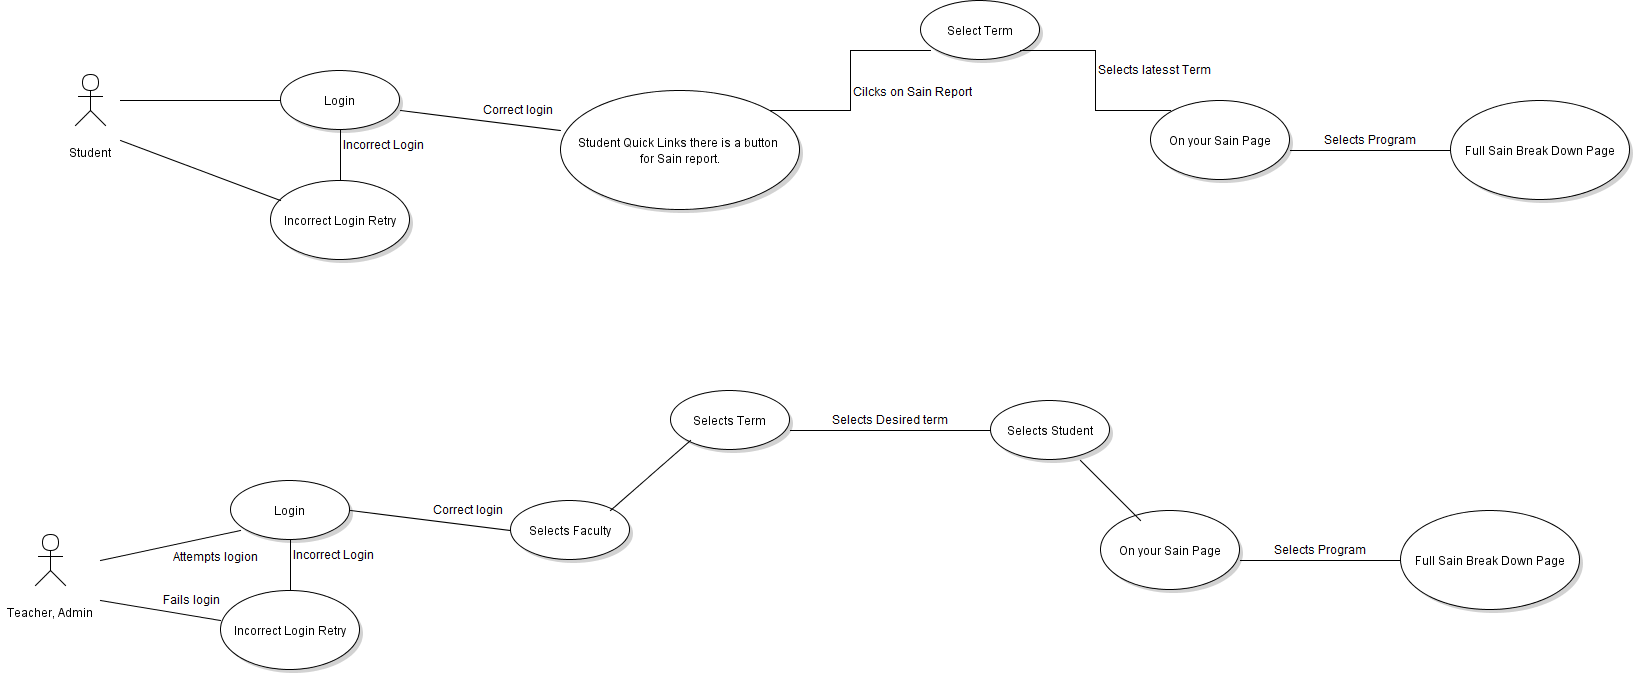 Select Term
Selects latesst Term
Cilcks on Sain Report
Login
Correct login
Student
Incorrect Login
Student Quick Links there is a button
for Sain report.
On your Sain Page
Selects Program
Full Sain Break Down Page
Incorrect Login Retry
Selects Term
Selects Desired term
Selects Student
Login
Correct login
Selects Faculty
Attempts logion
Incorrect Login
On your Sain Page
Selects Program
Full Sain Break Down Page
Teacher, Admin
Fails login
Incorrect Login Retry